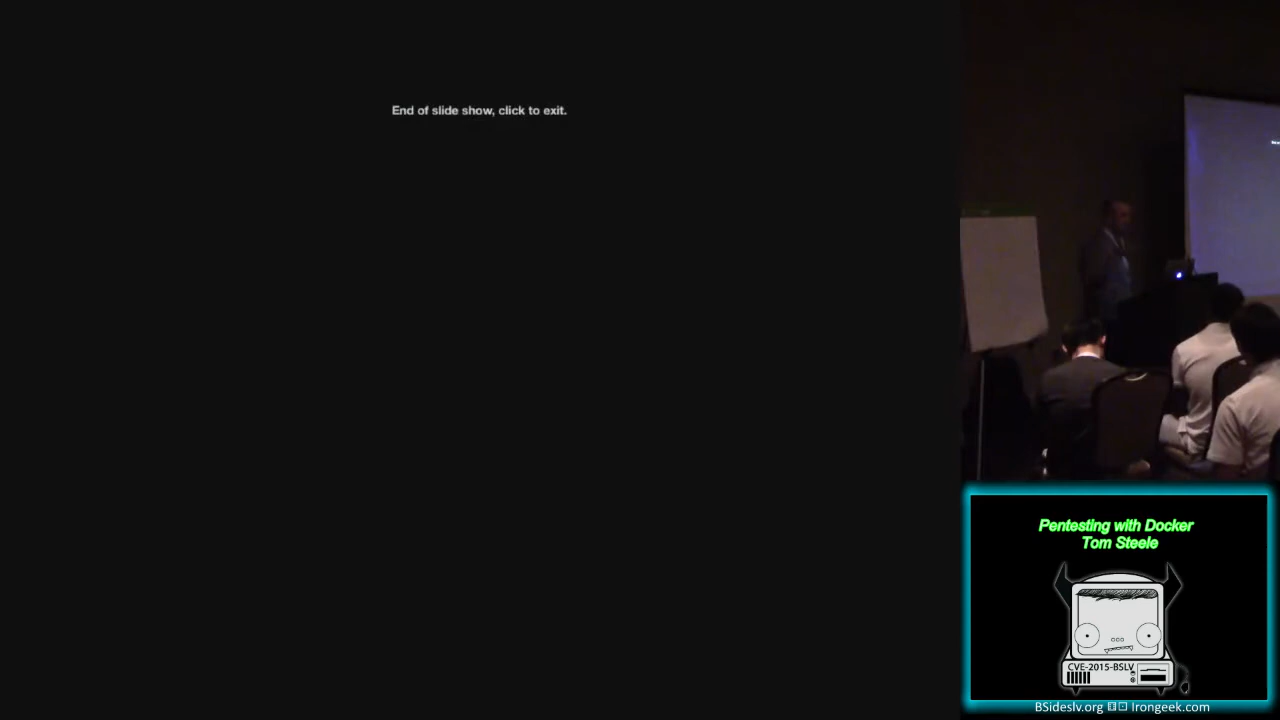 End of slide show, click to exit.
Pentesting with Docker
Tom Steele
CVE-2015-BSLV
BSideslv.org ⚅⚀ Irongeek.com